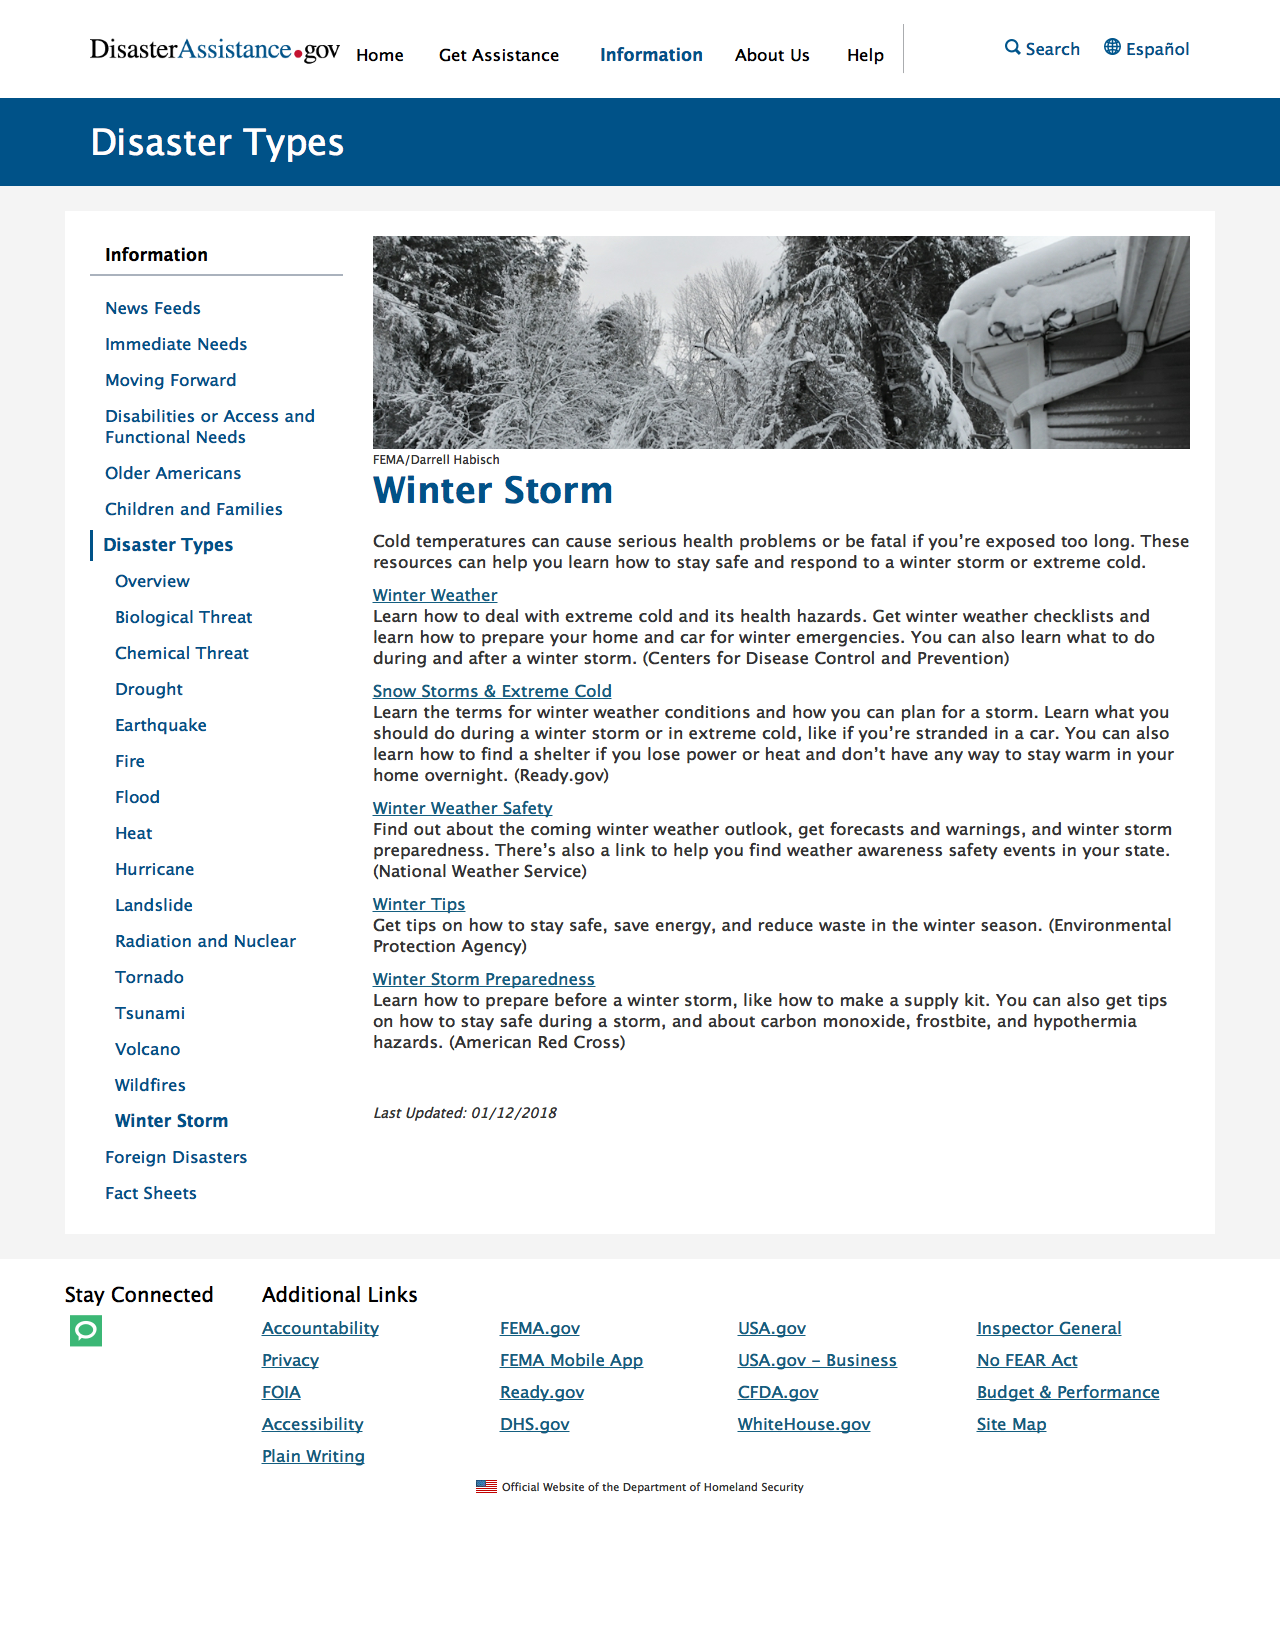 DisasterAssistance.gov
Home
Get Assistance
Information
About Us
Help
Search
Español
Disaster Types
Information
News Feeds
Immediate Needs
Moving Forward
Disabilities or Access and
Functional Needs
Older Americans
Children and Families
Disaster Types
Overview
Biological Threat
Chemical Threat
Drought
Earthquake
Fire
Flood
Heat
Hurricane
Landslide
Radiation and Nuclear
Tornado
Tsunami
Volcano
Wildfires
Winter Storm
Foreign Disasters
Fact Sheets
FEMA/Darrell Habisch
Winter Storm
Cold temperatures can cause serious health problems or be fatal if you’re exposed too long. These
resources can help you learn how to stay safe and respond to a winter storm or extreme cold.
Winter Weather
Learn how to deal with extreme cold and its health hazards. Get winter weather checklists and
learn how to prepare your home and car for winter emergencies. You can also learn what to do
during and after a winter storm. (Centers for Disease Control and Prevention)
Snow Storms & Extreme Cold
Learn the terms for winter weather conditions and how you can plan for a storm. Learn what you
should do during a winter storm or in extreme cold, like if you’re stranded in a car. You can also
learn how to find a shelter if you lose power or heat and don’t have any way to stay warm in your
home overnight. (Ready.gov)
Winter Weather Safety
Find out about the coming winter weather outlook, get forecasts and warnings, and winter storm
preparedness. There’s also a link to help you find weather awareness safety events in your state.
(National Weather Service)
Winter Tips
Get tips on how to stay safe, save energy, and reduce waste in the winter season. (Environmental
Protection Agency)
Winter Storm Preparedness
Learn how to prepare before a winter storm, like how to make a supply kit. You can also get tips
on how to stay safe during a storm, and about carbon monoxide, frostbite, and hypothermia
hazards. (American Red Cross)
Last Updated: 01/12/2018
Stay Connected
Additional Links
Accountability
Privacy
FOIA
Accessibility
Plain Writing
FEMA.gov
FEMA Mobile App
Ready.gov
DHS.gov
USA.gov
USA.gov – Business
CFDA.gov
WhiteHouse.gov
Inspector General
No FEAR Act
Budget & Performance
Site Map
Official Website of the Department of Homeland Security